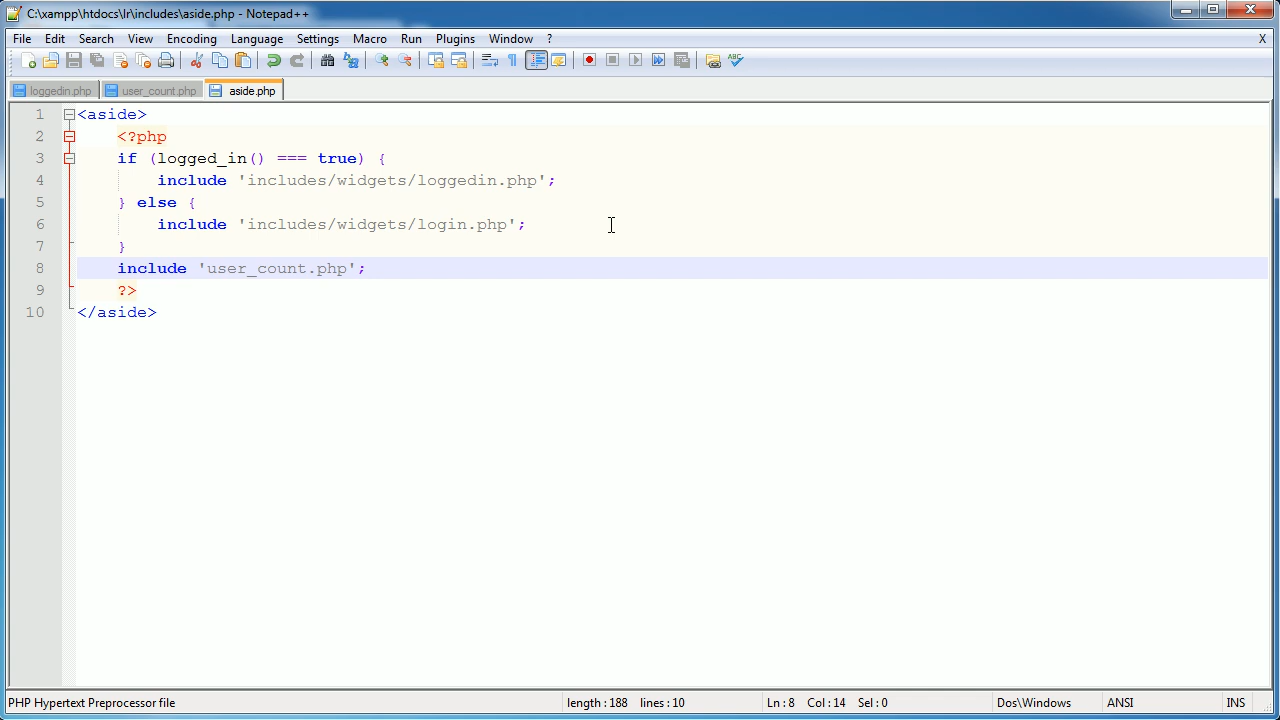 C:\xampp\htdocs\lr\includes\aside.php - Notepad++
File Edit Search View Encoding Language Settings Macro Run Plugins Window ? X
loggedin.php user_count.php aside.php
1 <aside>
2 <?php
3 if (logged_in() === true) {
4 include 'includes/widgets/loggedin.php';
5 } else {
6 include 'includes/widgets/login.php';
7 }
8 include 'user_count.php';
9 ?>
10 </aside>
PHP Hypertext Preprocessor file length : 188 lines : 10 Ln : 8 Col : 14 Sel : 0 Dos\Windows ANSI INS